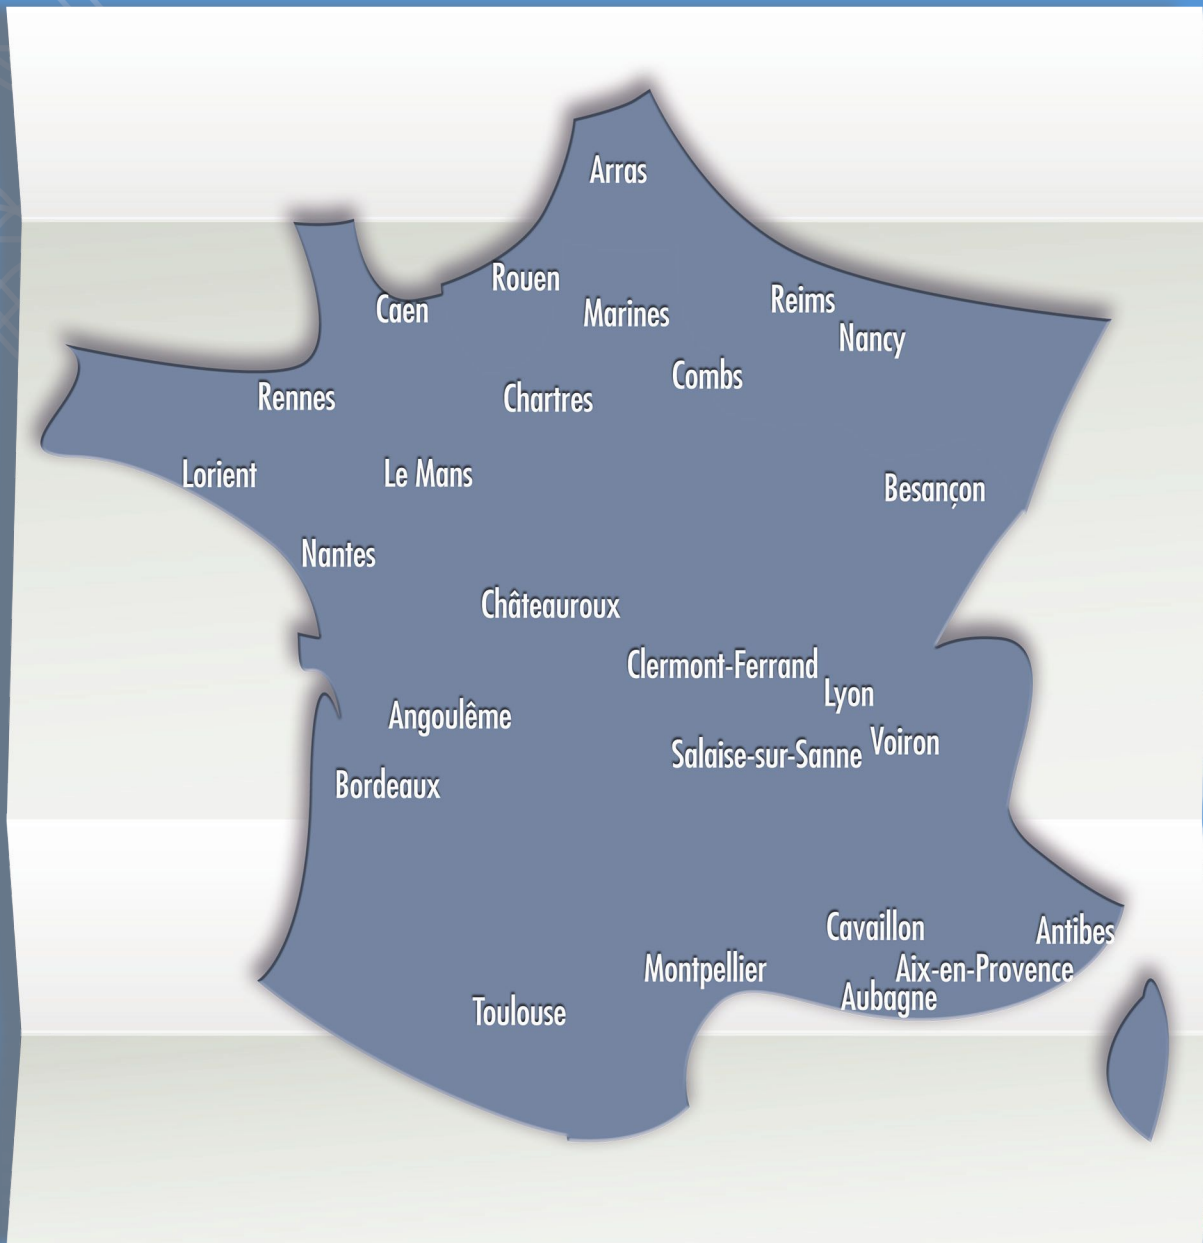 Arras
Rouen
Caen
Marines
Reims
Nancy
Combs
Rennes
Chartres
Lorient
Le Mans
Besançon
Nantes
Châteauroux
Clermont-Ferrand
Lyon
Angoulême
Voiron
Salaise-sur-Sanne
Bordeaux
Cavaillon
Antibes
Montpellier
Aix-en-Provence
Aubagne
Toulouse